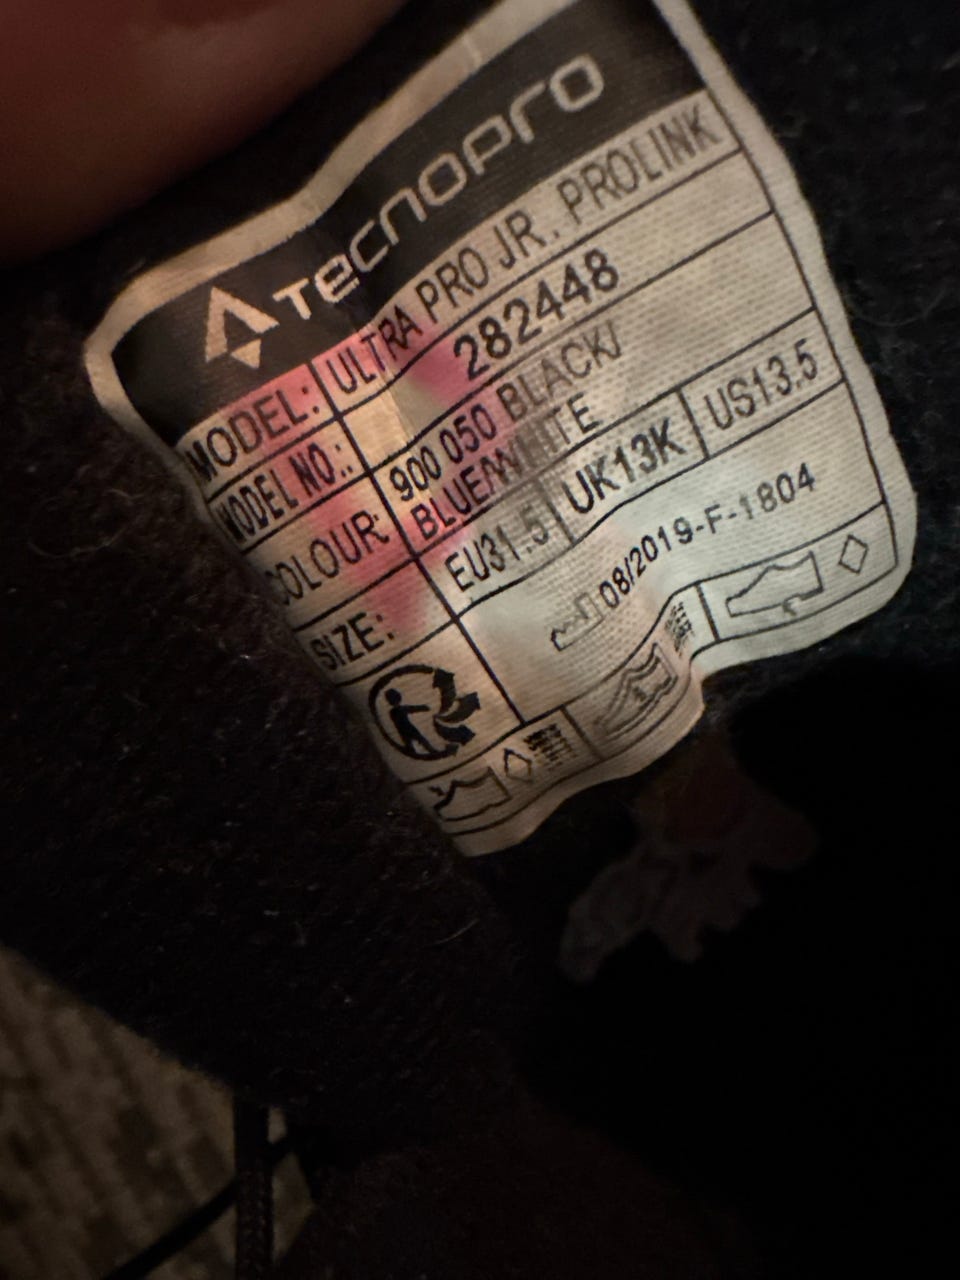 TECNOPRO
MODEL: ULTRA PRO JR. PROLINK
MODEL NO.: 282448
COLOUR: 900 050 BLACK/
BLUE/WHITE
SIZE: EU31.5 UK13K US13.5
08/2019-F-1804